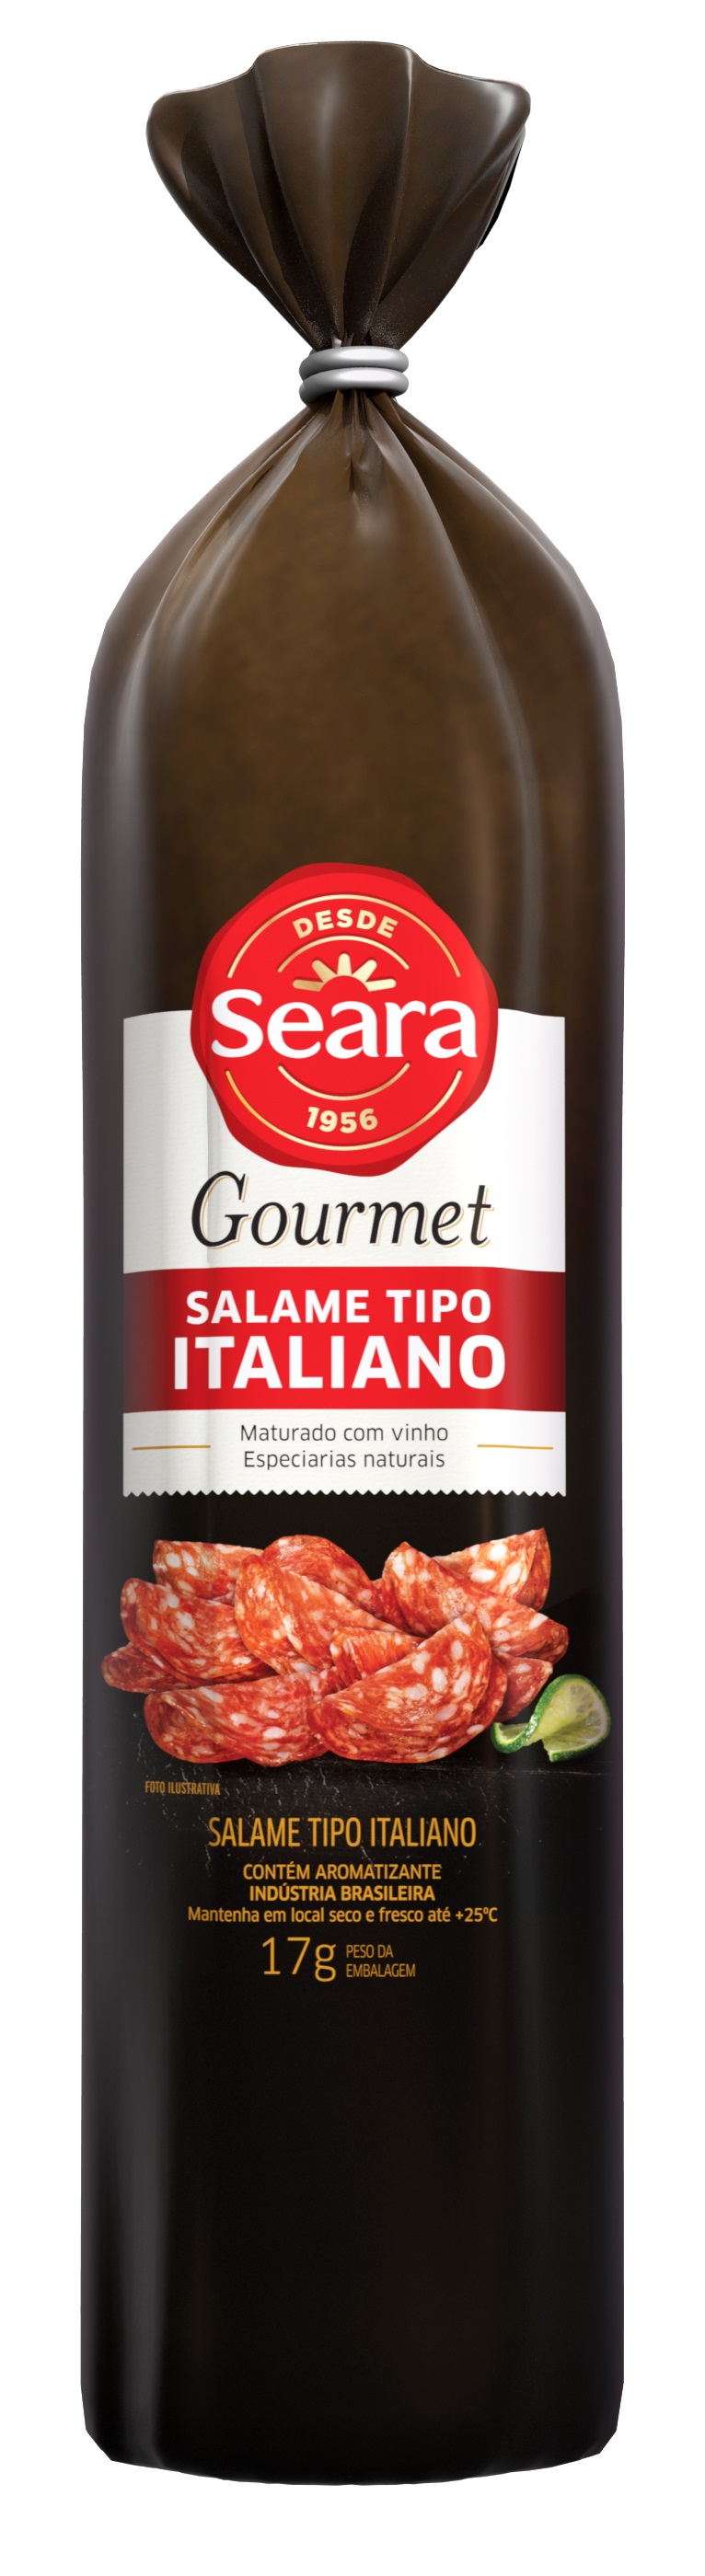 DESDE
Seara
1956
Gourmet
SALAME TIPO
ITALIANO
Maturado com vinho
Especiarias naturais
FOTO ILUSTRATIVA
SALAME TIPO ITALIANO
CONTÉM AROMATIZANTE
INDÚSTRIA BRASILEIRA
Mantenha em local seco e fresco até +25°C
17g PESO DA
EMBALAGEM